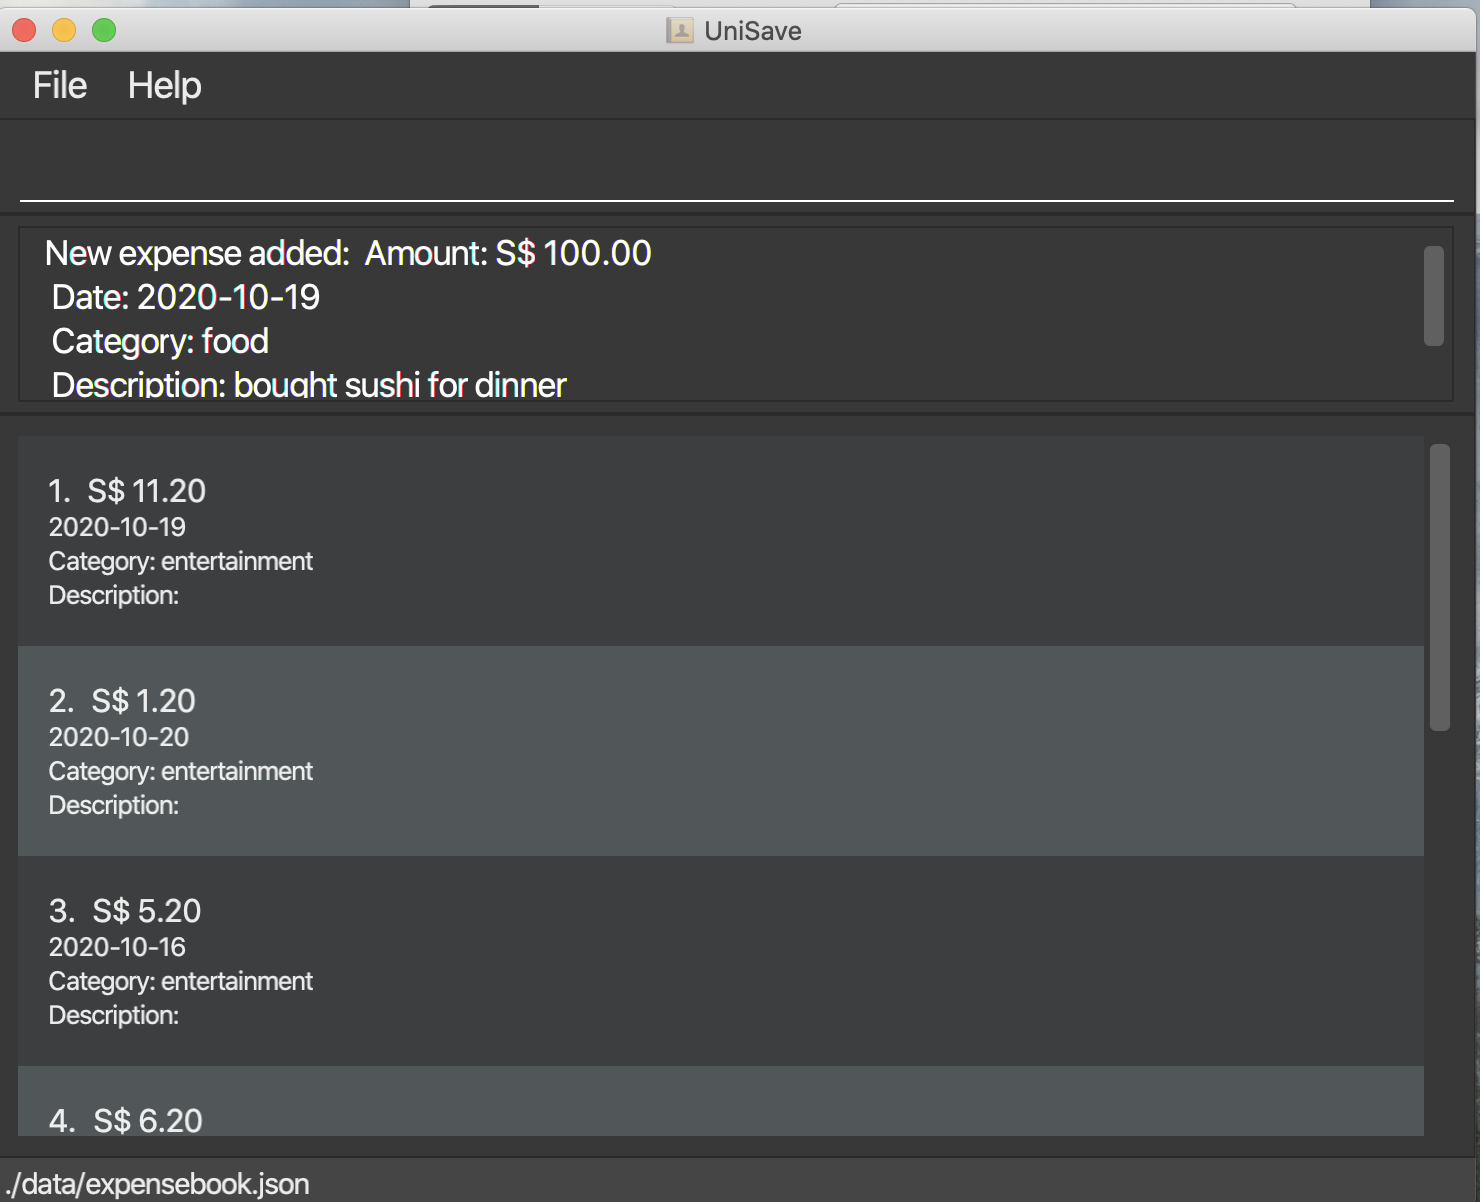 UniSave
File Help
New expense added:  Amount: S$ 100.00
Date: 2020-10-19
Category: food
Description: bought sushi for dinner
1.  S$ 11.20
2020-10-19
Category: entertainment
Description:
2.  S$ 1.20
2020-10-20
Category: entertainment
Description:
3.  S$ 5.20
2020-10-16
Category: entertainment
Description:
4.  S$ 6.20
./data/expensebook.json